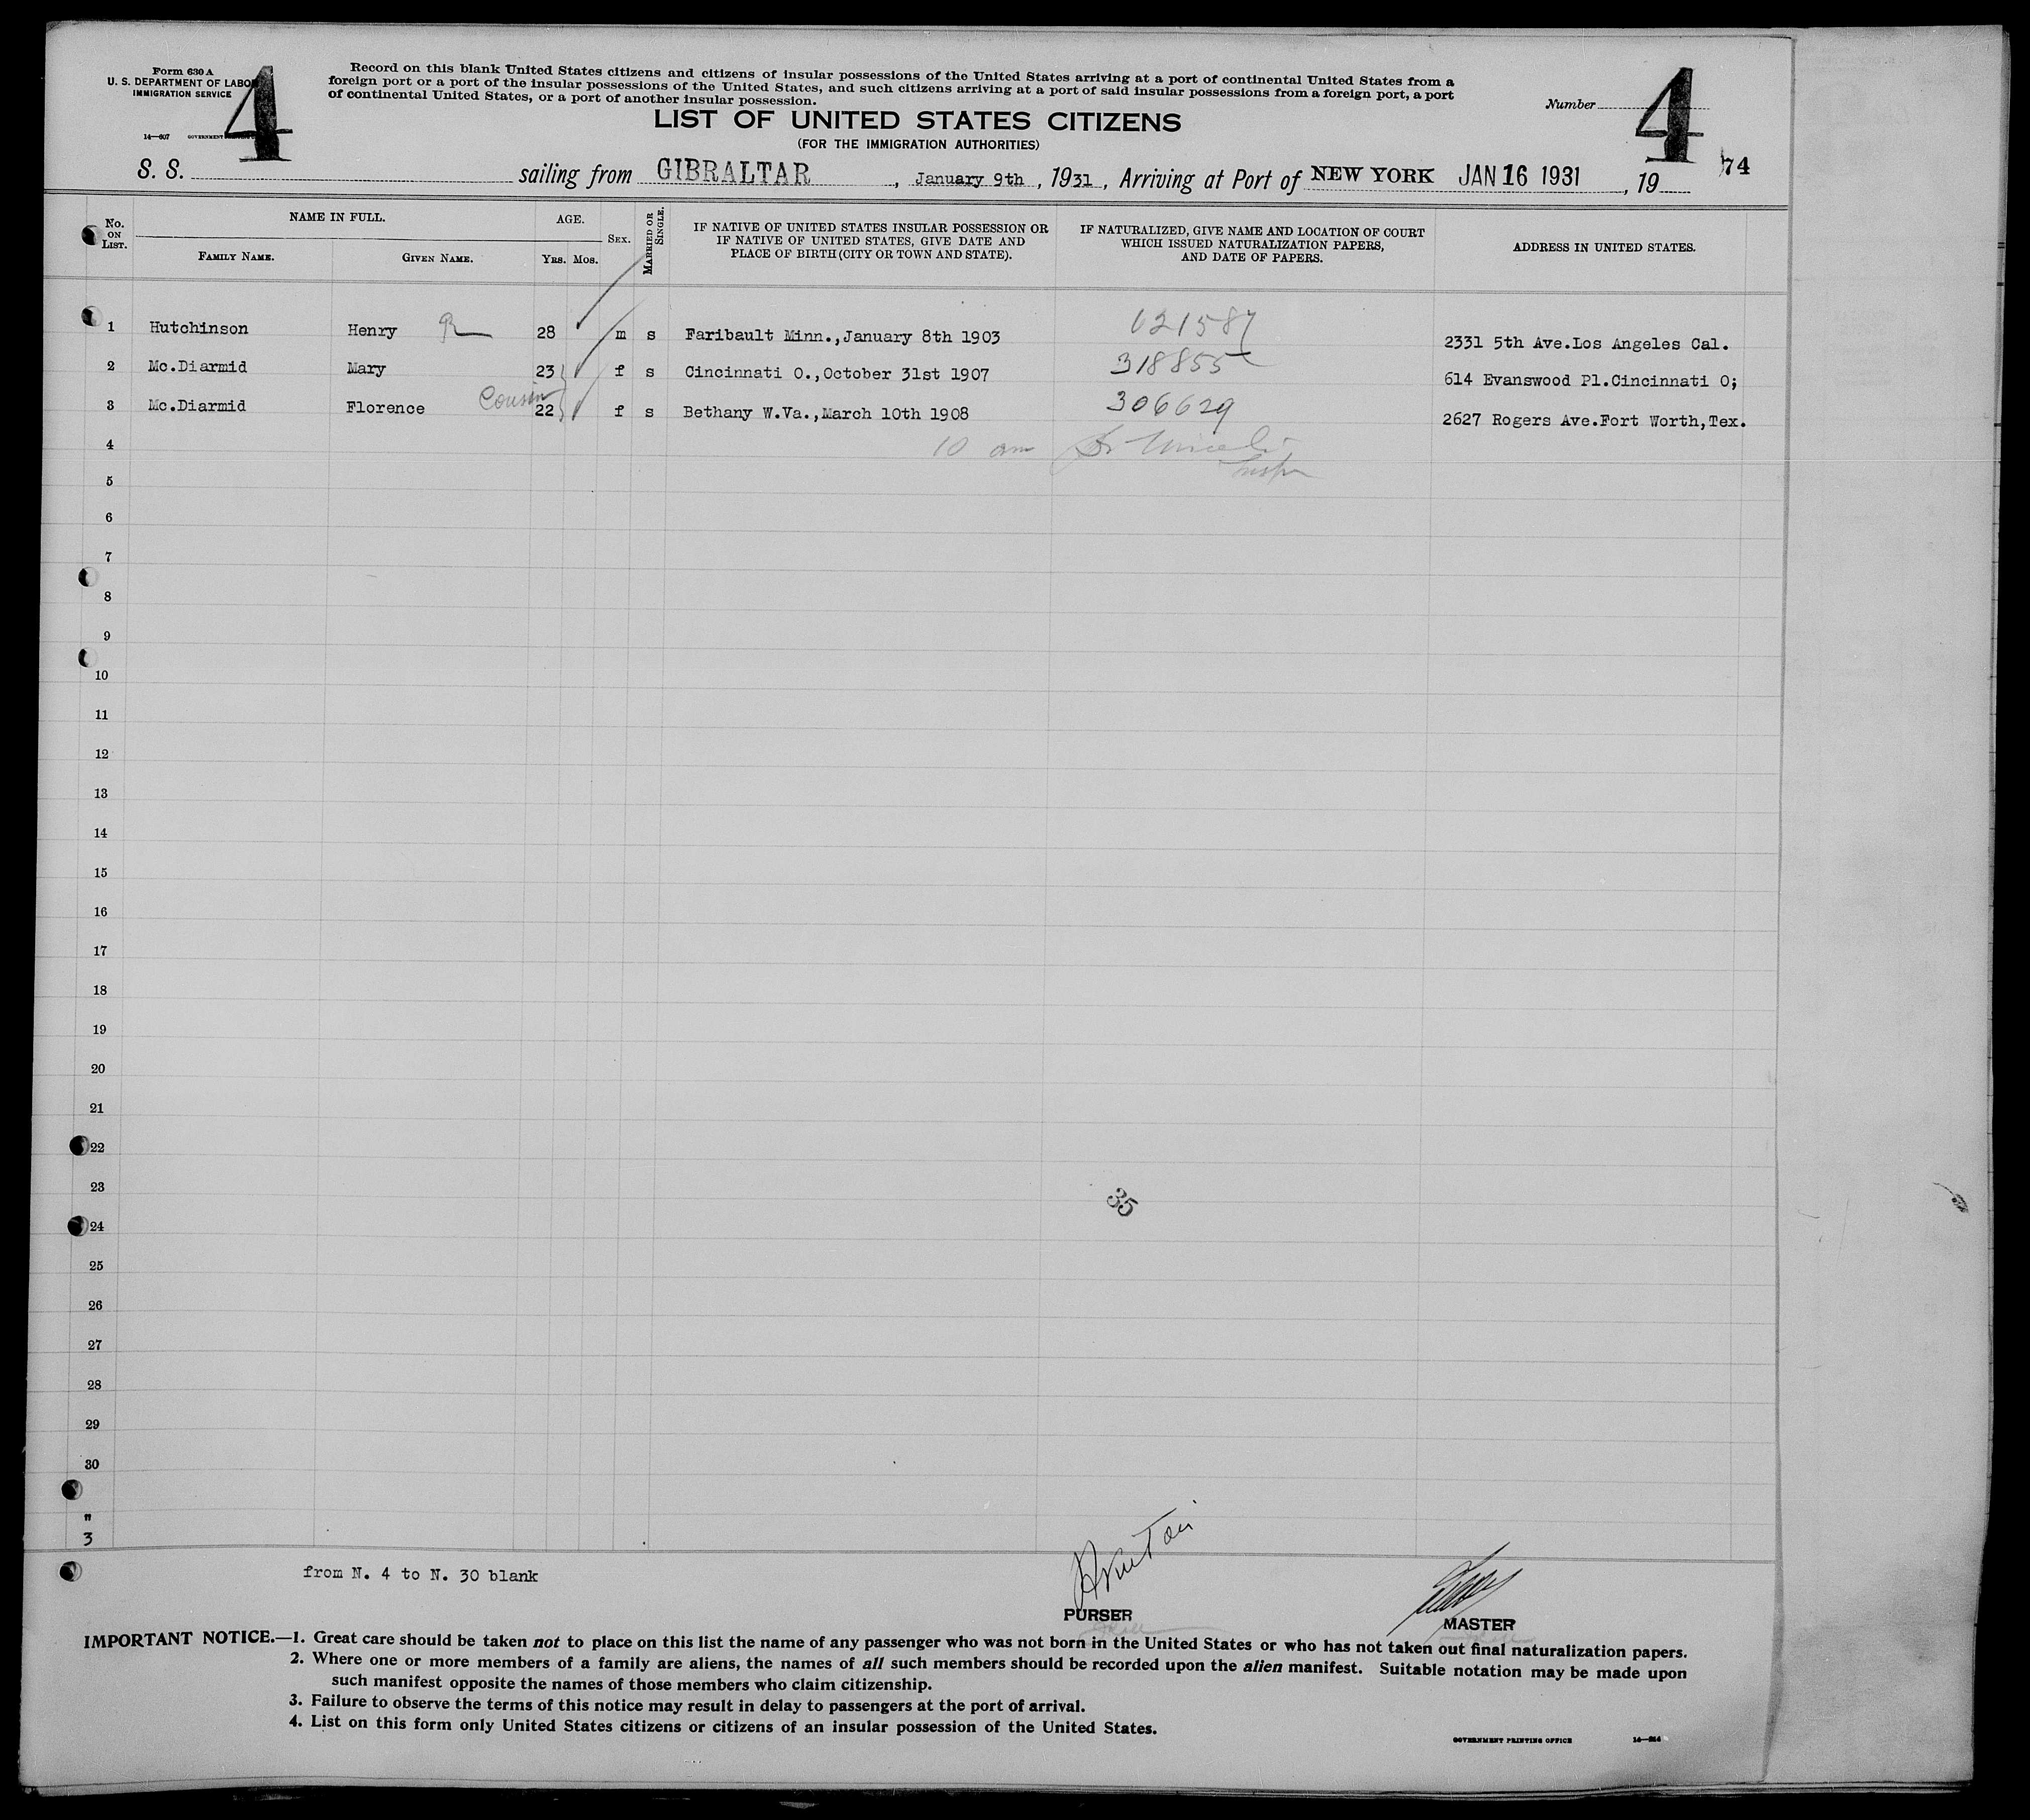 Form 630 A
U. S. DEPARTMENT OF LABOR
IMMIGRATION SERVICE
14—607
4
Record on this blank United States citizens and citizens of insular possessions of the United States arriving at a port of continental United States from a
foreign port or a port of the insular possessions of the United States, and such citizens arriving at a port of said insular possessions from a foreign port, a port
of continental United States, or a port of another insular possession.
Number 4
LIST OF UNITED STATES CITIZENS
(FOR THE IMMIGRATION AUTHORITIES)
74
S. S. sailing from GIBRALTAR, January 9th, 1931, Arriving at Port of NEW YORK JAN 16 1931, 19
No. ON LIST.
NAME IN FULL.
FAMILY NAME. GIVEN NAME.
AGE.
YRS. MOS.
SEX.
MARRIED OR SINGLE.
IF NATIVE OF UNITED STATES INSULAR POSSESSION OR
IF NATIVE OF UNITED STATES, GIVE DATE AND
PLACE OF BIRTH (CITY OR TOWN AND STATE).
IF NATURALIZED, GIVE NAME AND LOCATION OF COURT
WHICH ISSUED NATURALIZATION PAPERS,
AND DATE OF PAPERS.
ADDRESS IN UNITED STATES.
1 Hutchinson Henry R 28 m s Faribault Minn.,January 8th 1903 121587 2331 5th Ave.Los Angeles Cal.
2 Mc.Diarmid Mary 23 f s Cincinnati O.,October 31st 1907 318855 614 Evanswood Pl.Cincinnati O;
3 Mc.Diarmid Florence Cousin 22 f s Bethany W.Va.,March 10th 1908 306629 2627 Rogers Ave.Fort Worth,Tex.
4 10 am
5
6
7
8
9
10
11
12
13
14
15
16
17
18
19
20
21
22
23
35
24
25
26
27
28
29
30
"
3
from N. 4 to N. 30 blank
PURSER
MASTER
IMPORTANT NOTICE.—1. Great care should be taken not to place on this list the name of any passenger who was not born in the United States or who has not taken out final naturalization papers.
2. Where one or more members of a family are aliens, the names of all such members should be recorded upon the alien manifest. Suitable notation may be made upon
such manifest opposite the names of those members who claim citizenship.
3. Failure to observe the terms of this notice may result in delay to passengers at the port of arrival.
4. List on this form only United States citizens or citizens of an insular possession of the United States.
GOVERNMENT PRINTING OFFICE